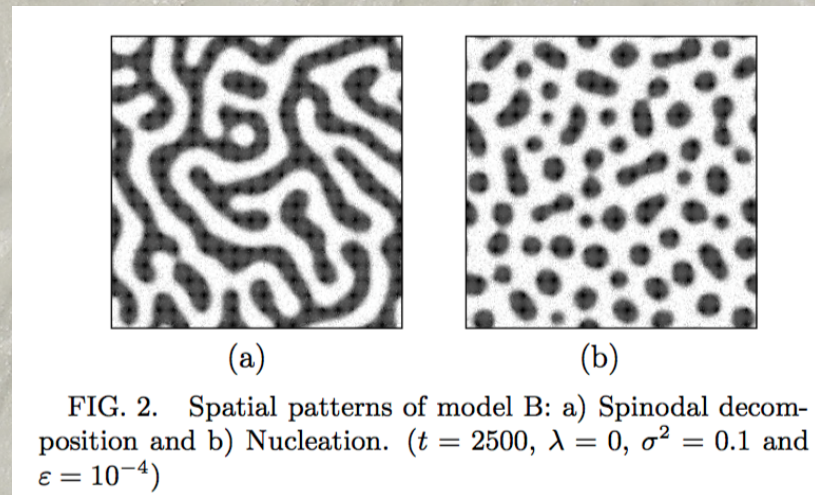 (a) (b)
FIG. 2. Spatial patterns of model B: a) Spinodal decom-
position and b) Nucleation. (t = 2500, λ = 0, σ² = 0.1 and
ε = 10⁻⁴)